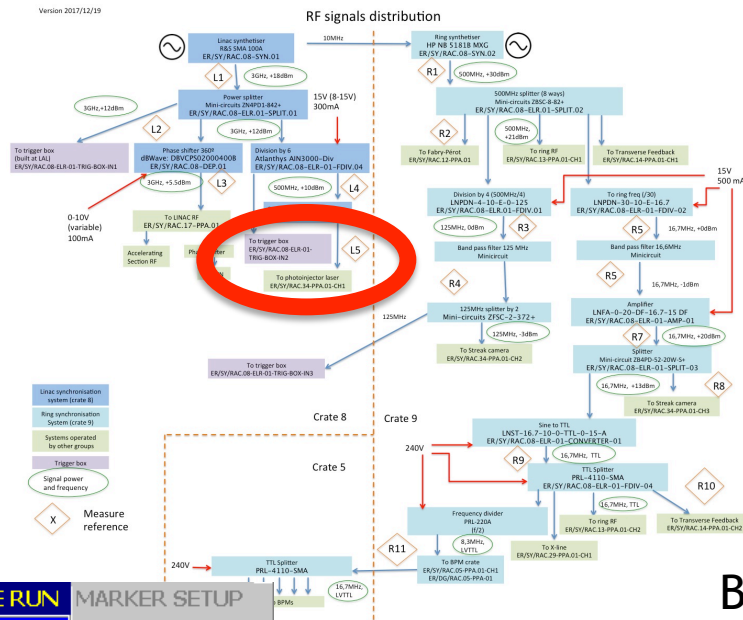 Version 2017/12/19
RF signals distribution
Linac synthetiser
R&S SMA 100A
ER/SY/RAC.08-SYN.01
10MHz
Ring synthetiser
HP NB 5181B MXG
ER/SY/RAC.08-SYN.02
L1
3GHz, +18dBm
R1
500MHz, +30dBm
3GHz,+12dBm
Power splitter
Mini-circuits ZN4PD1-842+
ER/SY/RAC.08-ELR-01-SPLIT.01
15V (8-15V)
300mA
500MHz splitter (8 ways)
Mini-circuits ZBSC-8-82+
ER/SY/RAC.08-ELR-01-SPLIT.02
L2
3GHz,+12dBm
R2
500MHz,
+21dBm
To trigger box
(built at LAL)
ER/SY/RAC.08-ELR-01-TRIG-BOX-IN1
Phase shifter 360º
dBWave: DBVCPS02000400B
ER/SY/RAC.08-DEP.01
Division by 6
Atlanthys AIN3000-Div
ER/SY/RAC.08-ELR-01-FDIV.04
To Fabry-Pérot
ER/SY/RAC.12-PPA.01
To ring RF
ER/SY/RAC.13-PPA.01-CH1
To Transverse Feedback
ER/SY/RAC.14-PPA.01-CH1
3GHz,+5.5dBm
L3
500MHz,+10dBm
L4
15V
500 mA
0-10V
(variable)
100mA
To LINAC RF
ER/SY/RAC.17-PPA.01
Division by 4 (500MHz/4)
LNPDN-4-10-E-0-125
ER/SY/RAC.08-ELR-01-FDIV.01
To ring freq (/30)
LNPDN-30-10-E-16.7
ER/SY/RAC.08-ELR-01-FDIV-02
125MHz, 0dBm
R3
R5
16,7MHz, +0dBm
Accelerating
Section RF
To trigger box
ER/SY/RAC.08-ELR-01-
TRIG-BOX-IN2
L5
Band pass filter 125 MHz
Minicircuit
Band pass filter 16,6MHz
Minicircuit
To photoinjector laser
ER/SY/RAC.34-PPA.01-CH1
R4
R5
16,7MHz, -1dBm
125MHz
125MHz splitter by 2
Mini-circuits ZFSC-2-372+
Amplifier
LNFA-0-20-DF-16.7-15 DF
ER/SY/RAC.08-ELR-01-AMP-01
125MHz, -3dBm
R7
16,7MHz, +20dBm
To Streak camera
ER/SY/RAC.34-PPA.01-CH2
Splitter
Mini-circuit ZB4PD-52-20W-S+
ER/SY/RAC.08-ELR-01-SPLIT-03
To trigger box
ER/SY/RAC.08-ELR-01-TRIG-BOX-IN3
16,7MHz, +13dBm
R8
To Streak camera
ER/SY/RAC.34-PPA.01-CH3
Linac synchronisation
system (crate 8)
Ring synchronisation
System (crate 9)
Systems operated
by other groups
Trigger box
Signal power
and frequency
X
Measure
reference
Crate 8
Crate 9
Crate 5
Sine to TTL
LNST-16.7-10-0-TTL-0-15-A
ER/SY/RAC.08-ELR-01-CONVERTER-01
240V
R9
16,7MHz, TTL
TTL Splitter
PRL-4110-SMA
ER/SY/RAC.08-ELR-01-FDIV-04
R10
16,7MHz, TTL
Frequency divider
PRL-220A
(f/2)
To ring RF
ER/SY/RAC.13-PPA.01-CH2
To Transverse Feedback
ER/SY/RAC.14-PPA.01-CH2
R11
8,3MHz,
LVTTL
To X-line
ER/SY/RAC.29-PPA.01-CH1
240V
TTL Splitter
PRL-4110-SMA
To BPM crate
ER/SY/RAC.05-PPA.01-CH1
ER/DG/RAC.05-PPA-01
16,7MHz,
LVTTL
BPMs
RUN MARKER SETUP
B